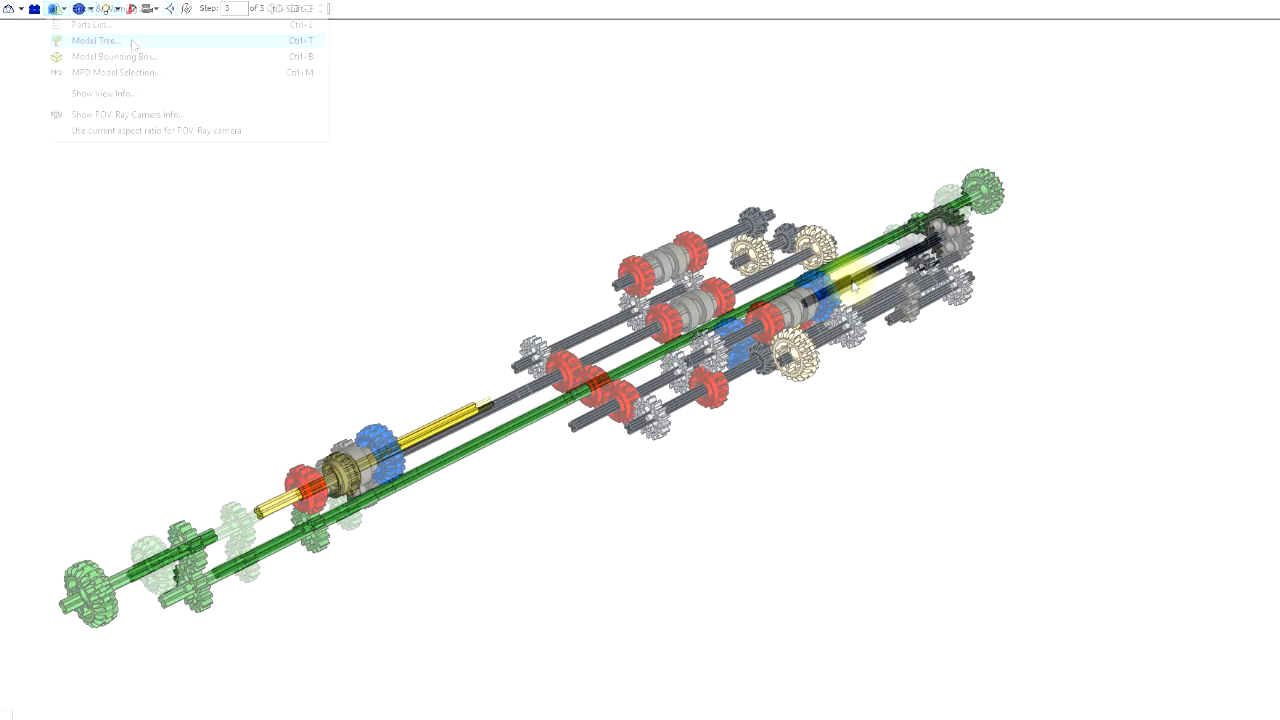 Step: 3 of 3
Parts List... Ctrl+L
Model Tree... Ctrl+T
Model Bounding Box... Ctrl+B
MPD MPD Model Selection... Ctrl+M
Show View Info...
Show POV-Ray Camera Info...
Use current aspect ratio for POV-Ray camera